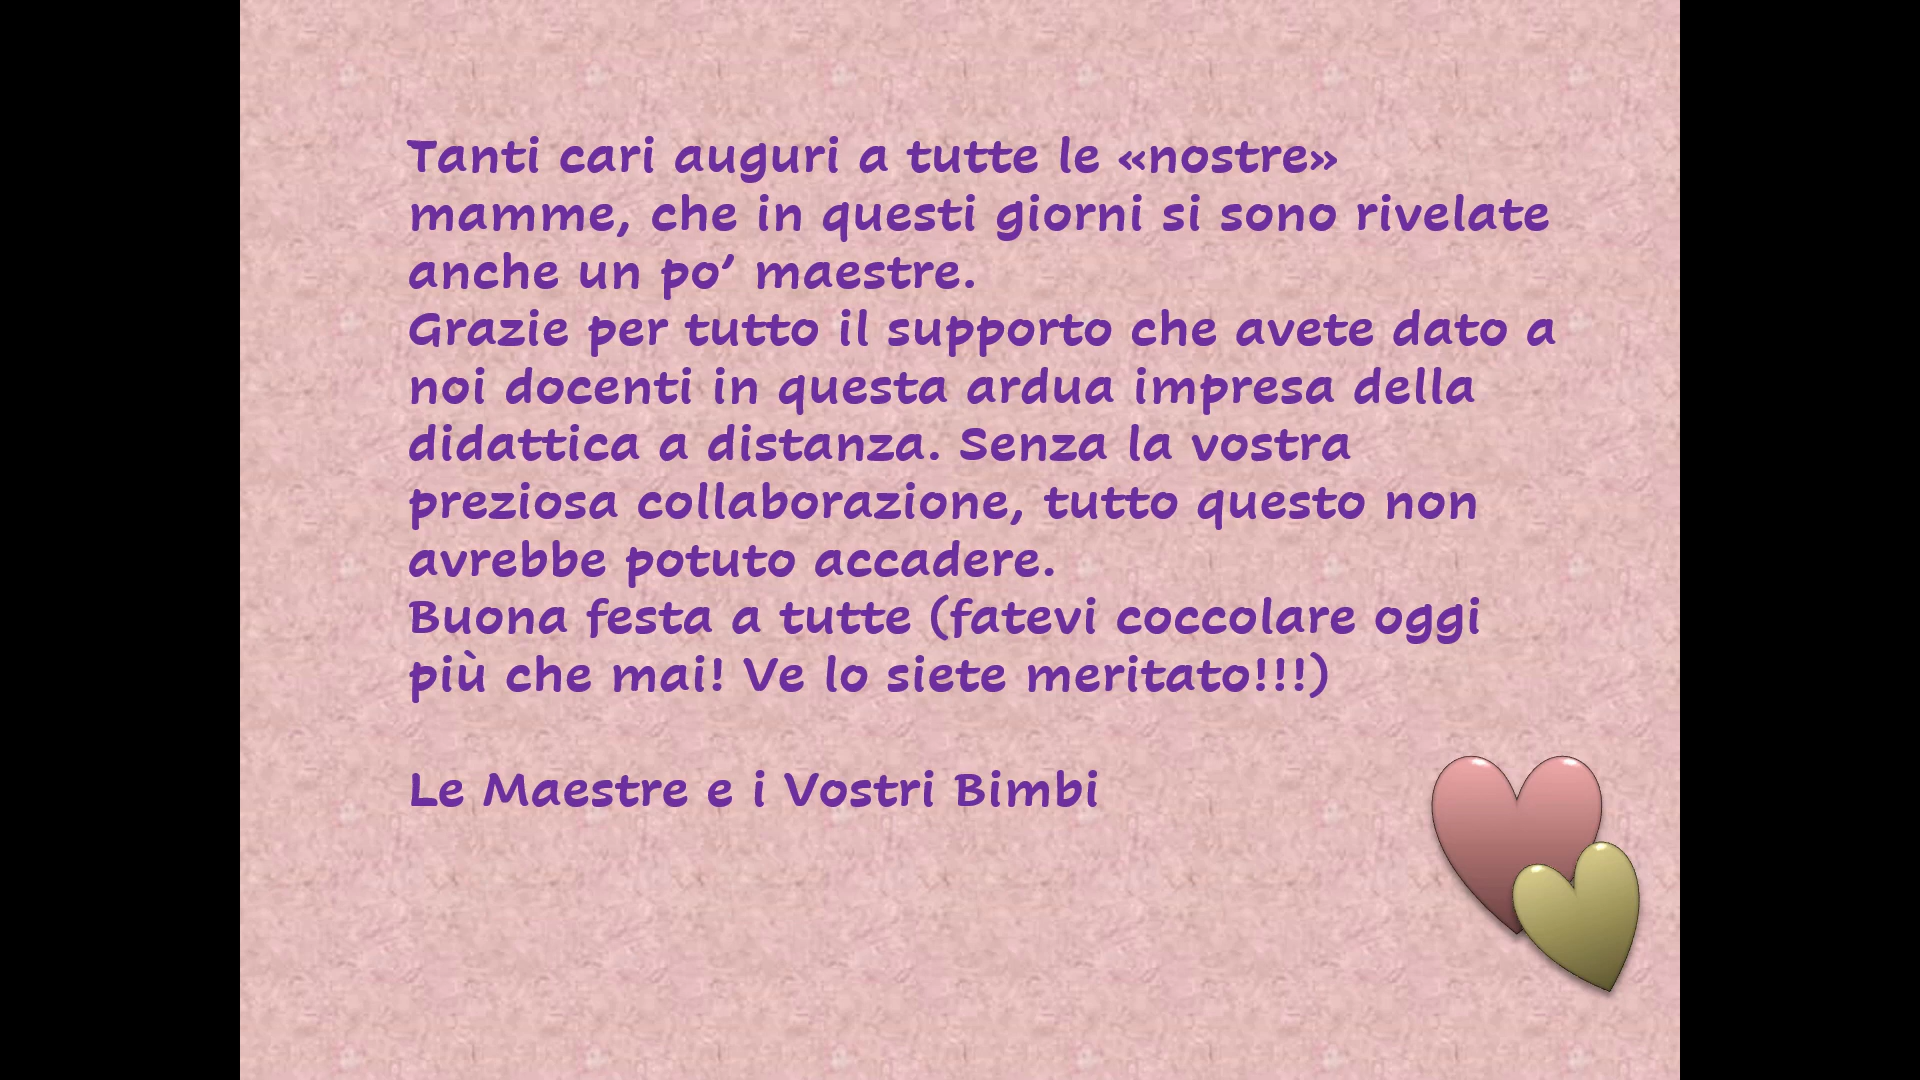 Tanti cari auguri a tutte le «nostre»
mamme, che in questi giorni si sono rivelate
anche un po’ maestre.
Grazie per tutto il supporto che avete dato a
noi docenti in questa ardua impresa della
didattica a distanza. Senza la vostra
preziosa collaborazione, tutto questo non
avrebbe potuto accadere.
Buona festa a tutte (fatevi coccolare oggi
più che mai! Ve lo siete meritato!!!)
Le Maestre e i Vostri Bimbi